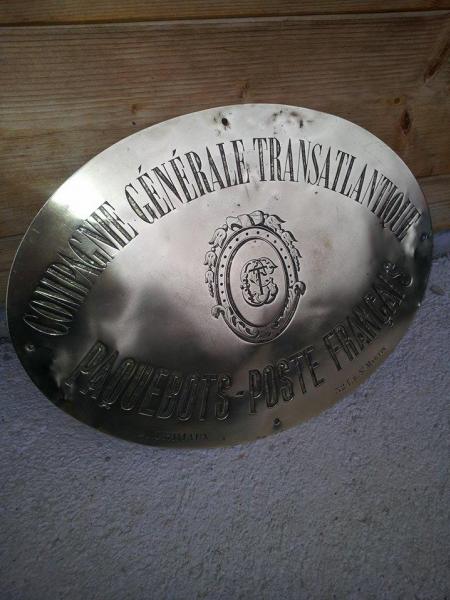 COMPAGNIE GÉNÉRALE TRANSATLANTIQUE
PAQUEBOTS-POSTE FRANÇAIS